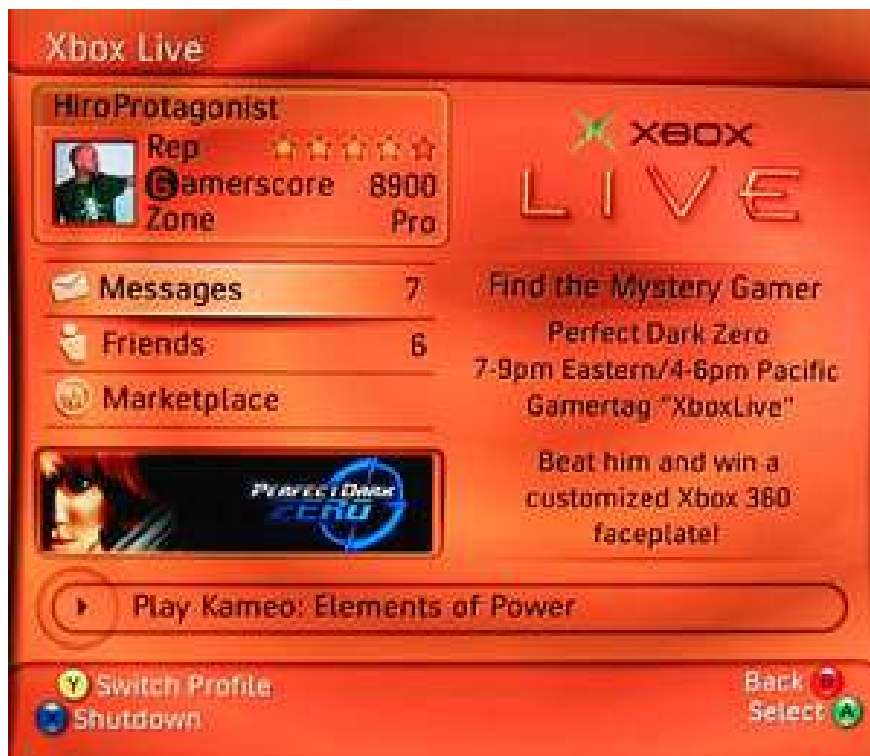 Xbox Live
HiroProtagonist
Rep
Gamerscore 8900
Zone Pro
Messages 7
Friends 6
Marketplace
PERFECT DARK
ZERO
Play Kameo: Elements of Power
XBOX
LIVE
Find the Mystery Gamer
Perfect Dark Zero
7-9pm Eastern/4-6pm Pacific
Gamertag "XboxLive"
Beat him and win a
customized Xbox 360
faceplate!
Y Switch Profile
X Shutdown
Back B
Select A